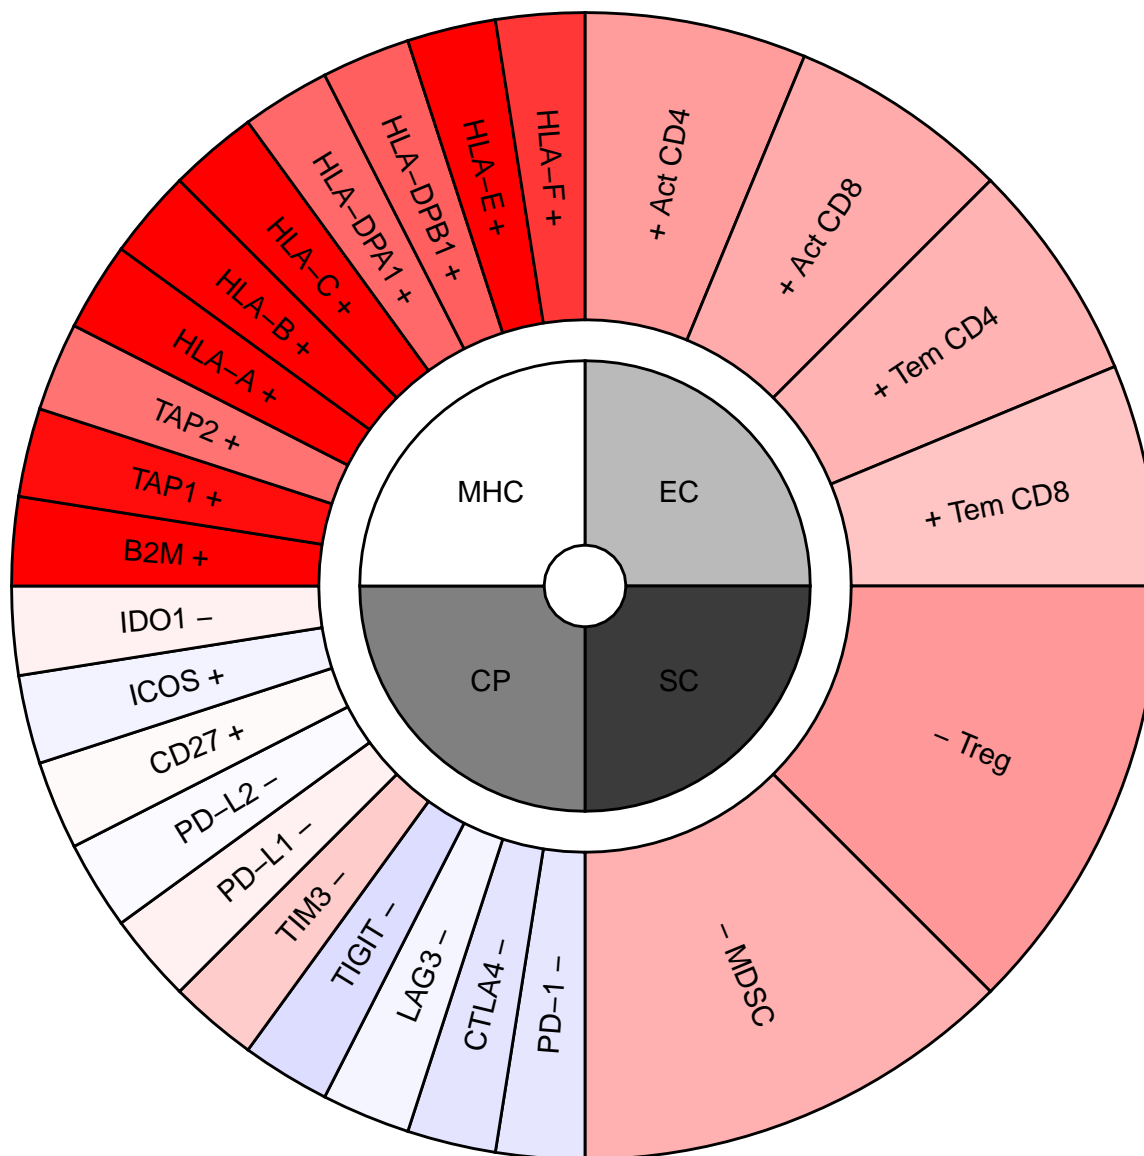 + Act CD4
+ Act CD8
+ Tem CD4
+ Tem CD8
– Treg
– MDSC
PD–1 –
CTLA4 –
LAG3 –
TIGIT –
TIM3 –
PD–L1 –
PD–L2 –
CD27 +
ICOS +
IDO1 –
B2M +
TAP1 +
TAP2 +
HLA–A +
HLA–B +
HLA–C +
HLA–DPA1 +
HLA–DPB1 +
HLA–E +
HLA–F +
MHC
EC
CP
SC